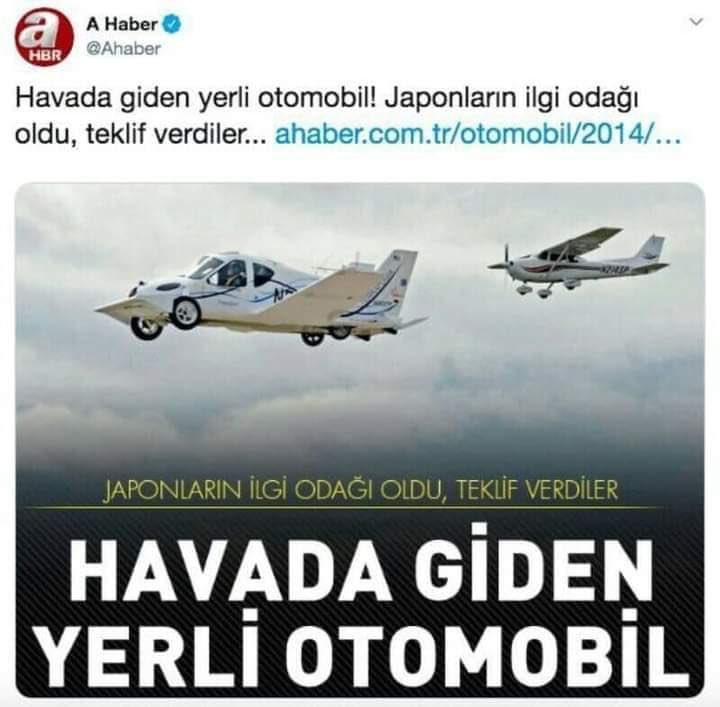 a
HBR
A Haber
@Ahaber
Havada giden yerli otomobil! Japonların ilgi odağı
oldu, teklif verdiler... ahaber.com.tr/otomobil/2014/...
JAPONLARIN İLGİ ODAĞI OLDU, TEKLİF VERDİLER
HAVADA GİDEN
YERLİ OTOMOBİL